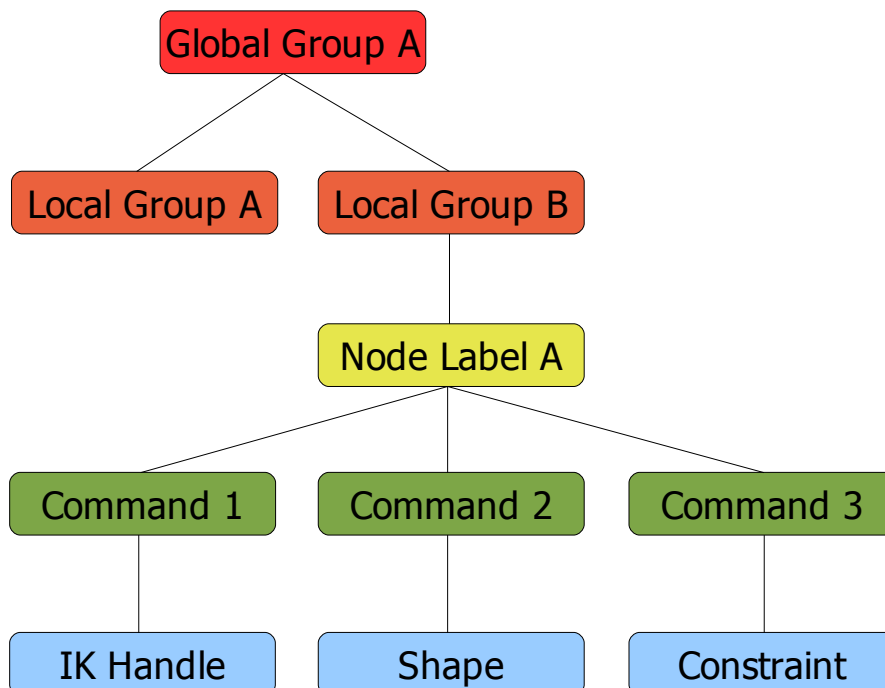 Global Group A
Local Group A
Local Group B
Node Label A
Command 1
Command 2
Command 3
IK Handle
Shape
Constraint